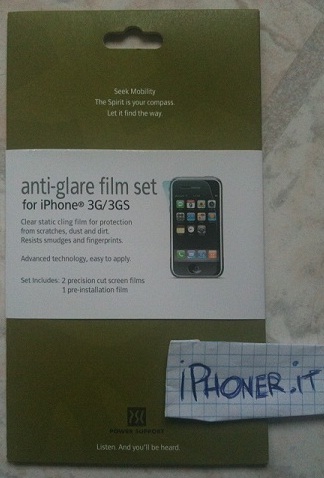 Seek Mobility
The Spirit is your compass.
Let it find the way.
anti-glare film set
for iPhone® 3G/3GS
Clear static cling film for protection
from scratches, dust and dirt.
Resists smudges and fingerprints.
Advanced technology, easy to apply.
Set Includes: 2 precision cut screen films
1 pre-installation film
iPHONER.iT
POWER SUPPORT
Listen. And you'll be heard.